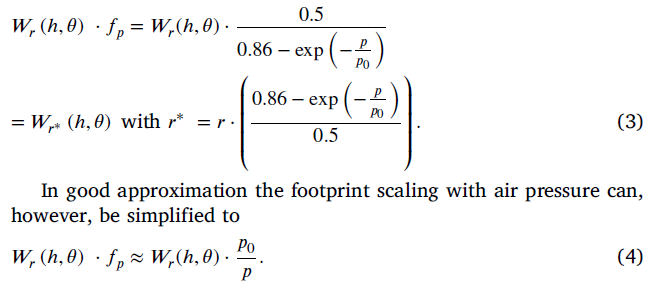 W_r (h, θ) · f_p = W_r(h, θ) · 0.5 / (0.86 − exp (−p/p_0))
= W_{r*} (h, θ) with r* = r · ((0.86 − exp (−p/p_0)) / 0.5) . (3)
In good approximation the footprint scaling with air pressure can,
however, be simplified to
W_r (h, θ) · f_p ≈ W_r(h, θ) · p_0/p . (4)